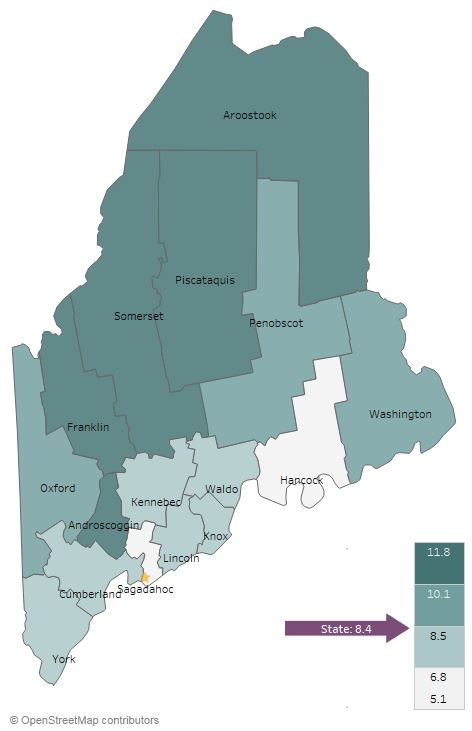 Aroostook
Piscataquis
Somerset
Penobscot
Washington
Franklin
Hancock
Oxford
Waldo
Kennebec
Androscoggin
Knox
Lincoln
Sagadahoc
Cumberland
York
11.8
10.1
State: 8.4
8.5
6.8
5.1
© OpenStreetMap contributors